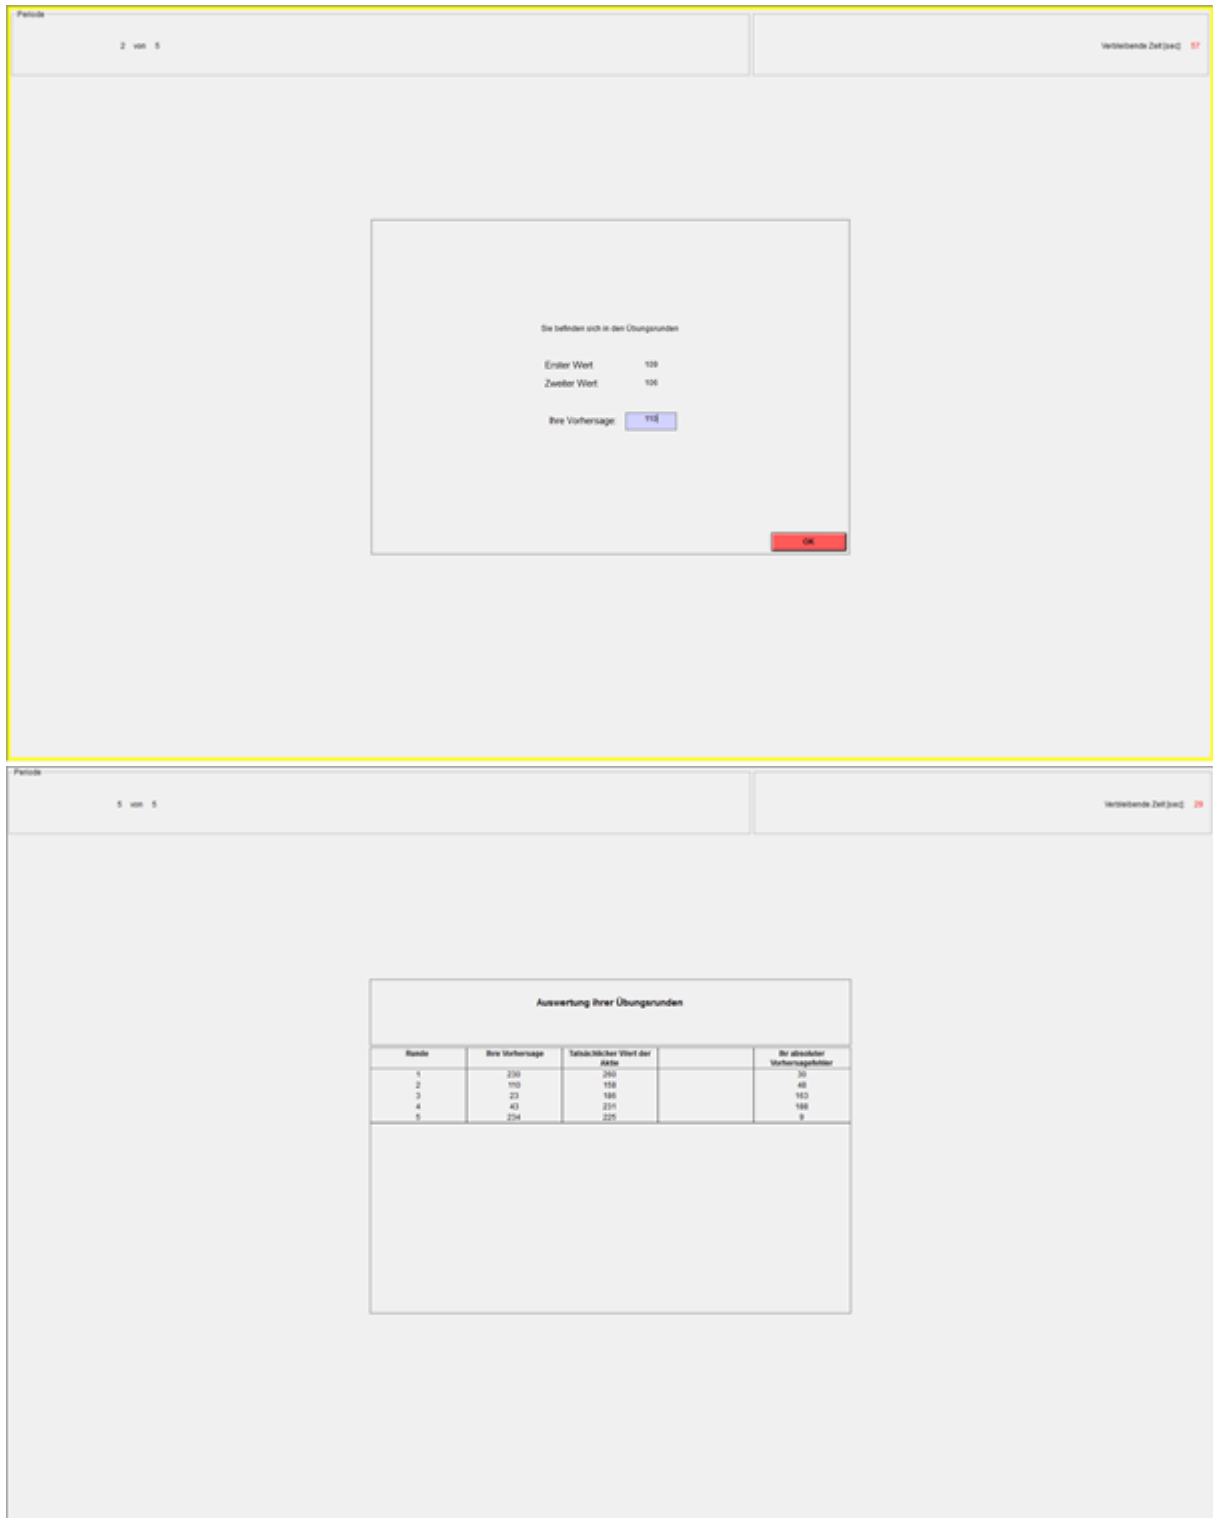 Periode
2 von 5
Verbleibende Zeit [sec]: 57
Sie befinden sich in den Übungsrunden
Erster Wert 109
Zweiter Wert 106
Ihre Vorhersage: 110
OK
Periode
5 von 5
Verbleibende Zeit [sec]: 29
Auswertung ihrer Übungsrunden
Runde Ihre Vorhersage Tatsächlicher Wert der Aktie Ihr absoluter Vorhersagefehler
1 230 260 30
2 110 158 48
3 23 186 163
4 43 231 188
5 234 225 9